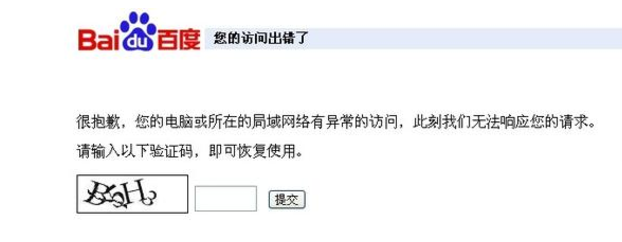 Baidu百度 您的访问出错了
很抱歉，您的电脑或所在的局域网络有异常的访问，此刻我们无法响应您的请求。
请输入以下验证码，即可恢复使用。
提交